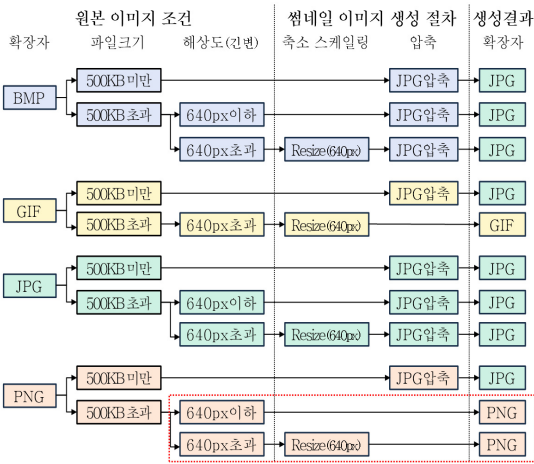 원본 이미지 조건 썸네일 이미지 생성 절차 생성결과
확장자 파일크기 해상도(긴변) 축소 스케일링 압축 확장자
500KB미만 JPG압축 JPG
BMP
500KB초과 640px이하 JPG압축 JPG
640px초과 Resize(640px) JPG압축 JPG
500KB미만 JPG압축 JPG
GIF
500KB초과 640px초과 Resize(640px) GIF
500KB미만 JPG압축 JPG
JPG
500KB초과 640px이하 JPG압축 JPG
640px초과 Resize(640px) JPG압축 JPG
500KB미만 JPG압축 JPG
PNG
500KB초과 640px이하 PNG
640px초과 Resize(640px) PNG